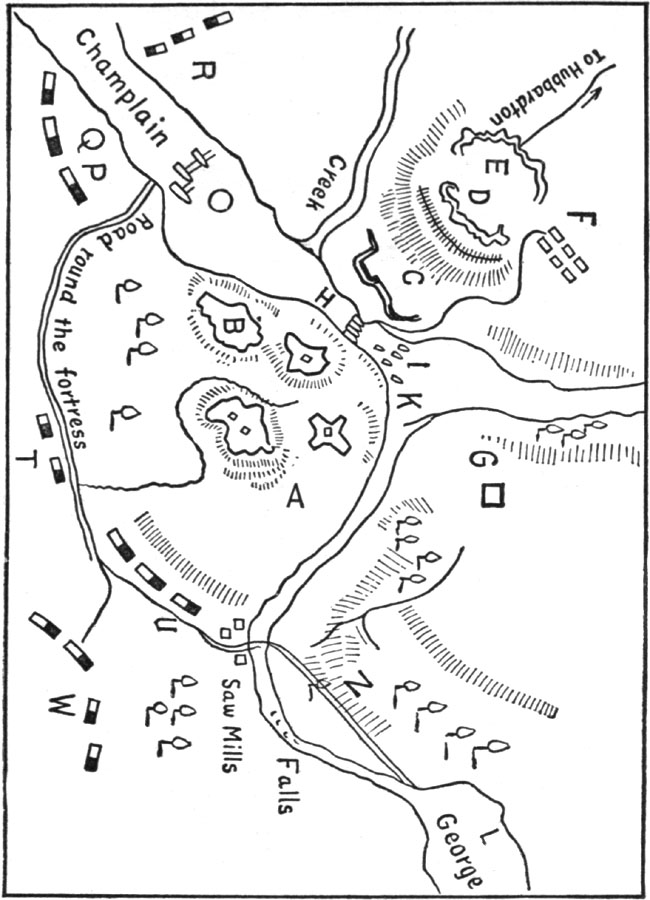 Champlain
R
To Hubbardton
Q P
O
Creek
E
D
F
C
Road round the fortress
H
B
I
K
G
T
A
U
N
W
Saw Mills
Falls
L
George